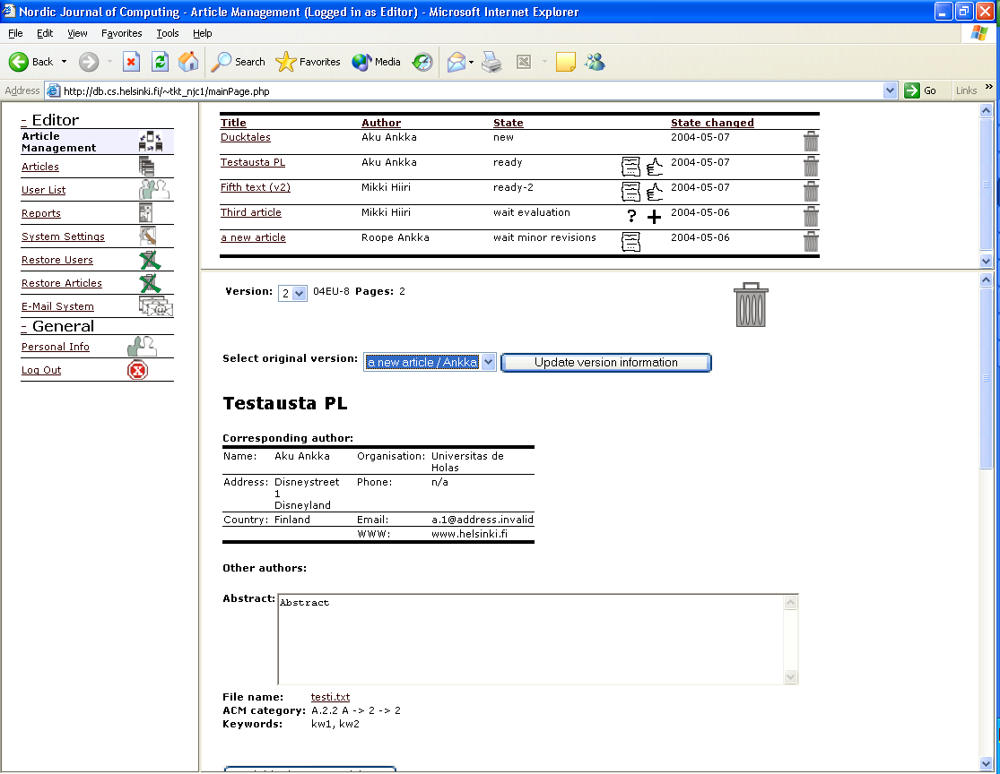 Nordic Journal of Computing - Article Management (Logged in as Editor) - Microsoft Internet Explorer
File Edit View Favorites Tools Help
Back Search Favorites Media
Address http://db.cs.helsinki.fi/~tkt_njc1/mainPage.php Go Links »
- Editor
Article
Management
Articles
User List
Reports
System Settings
Restore Users
Restore Articles
E-Mail System
- General
Personal Info
Log Out
Title Author State State changed
Ducktales Aku Ankka new 2004-05-07
Testausta PL Aku Ankka ready 2004-05-07
Fifth text (v2) Mikki Hiiri ready-2 2004-05-07
Third article Mikki Hiiri wait evaluation ? + 2004-05-06
a new article Roope Ankka wait minor revisions 2004-05-06
Version: 2 04EU-8 Pages: 2
Select original version: a new article / Ankka Update version information
Testausta PL
Corresponding author:
Name: Aku Ankka Organisation: Universitas de
Holas
Address: Disneystreet Phone: n/a
1
Disneyland
Country: Finland Email: a.1@address.invalid
WWW: www.helsinki.fi
Other authors:
Abstract: Abstract
File name: testi.txt
ACM category: A.2.2 A -> 2 -> 2
Keywords: kw1, kw2